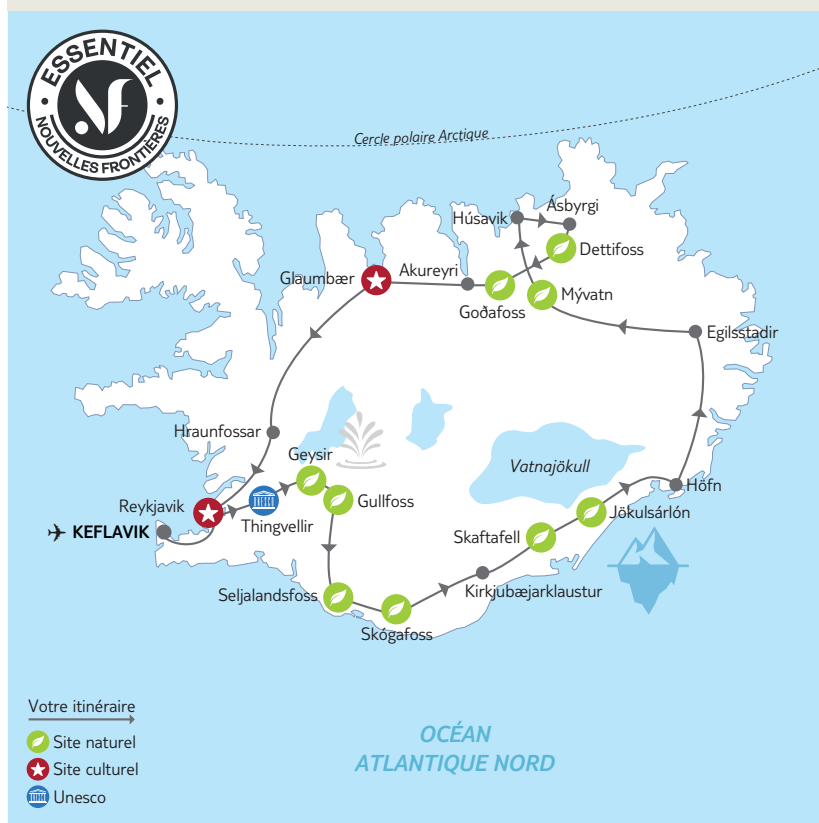 ESSENTIEL
NF
NOUVELLES FRONTIÈRES
Cercle polaire Arctique
Húsavik
Ásbyrgi
Dettifoss
Glaumbær
Akureyri
Goðafoss
Mývatn
Egilsstadir
Hraunfossar
Geysir
Vatnajökull
Gullfoss
Höfn
Reykjavik
Thingvellir
Jökulsárlón
KEFLAVIK
Skaftafell
Seljalandsfoss
Kirkjubæjarklaustur
Skógafoss
Votre itinéraire
Site naturel
Site culturel
Unesco
OCÉAN
ATLANTIQUE NORD